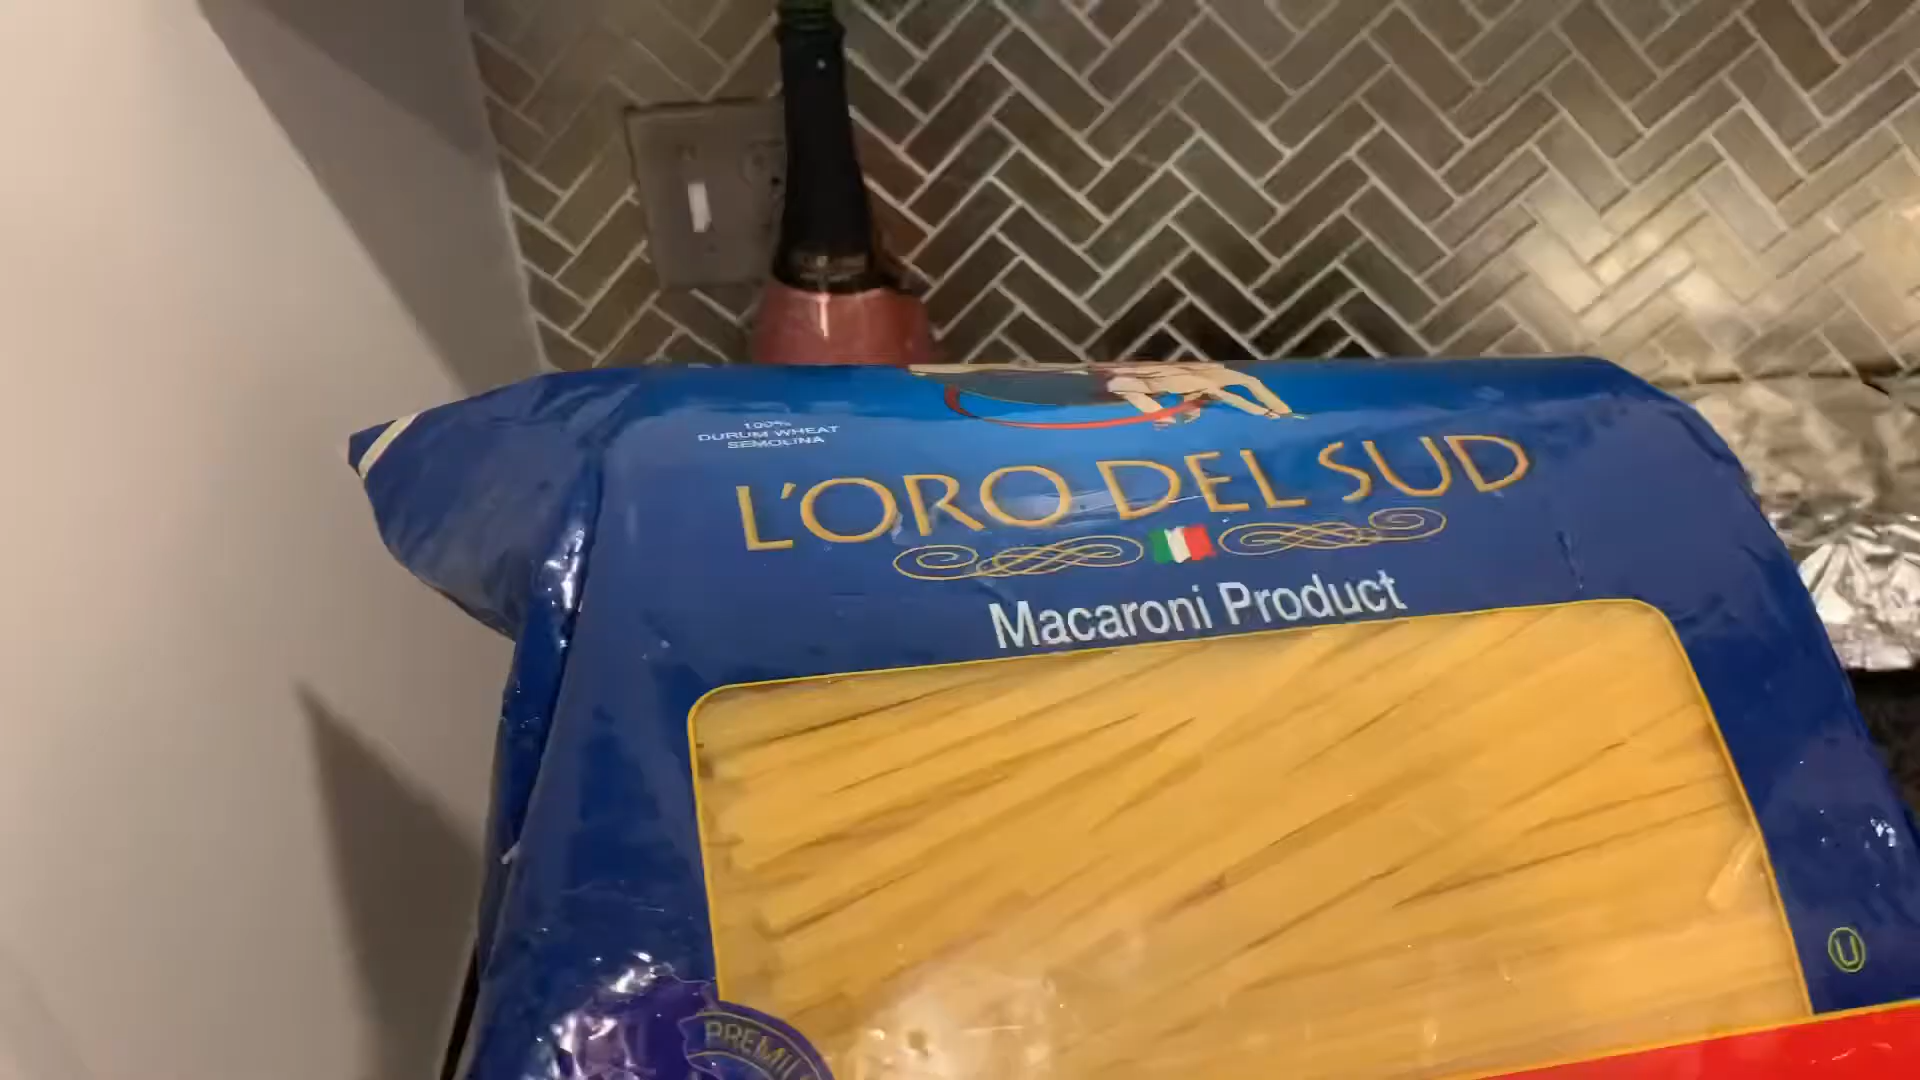 100%
DURUM WHEAT
SEMOLINA
L'ORO DEL SUD
Macaroni Product
U